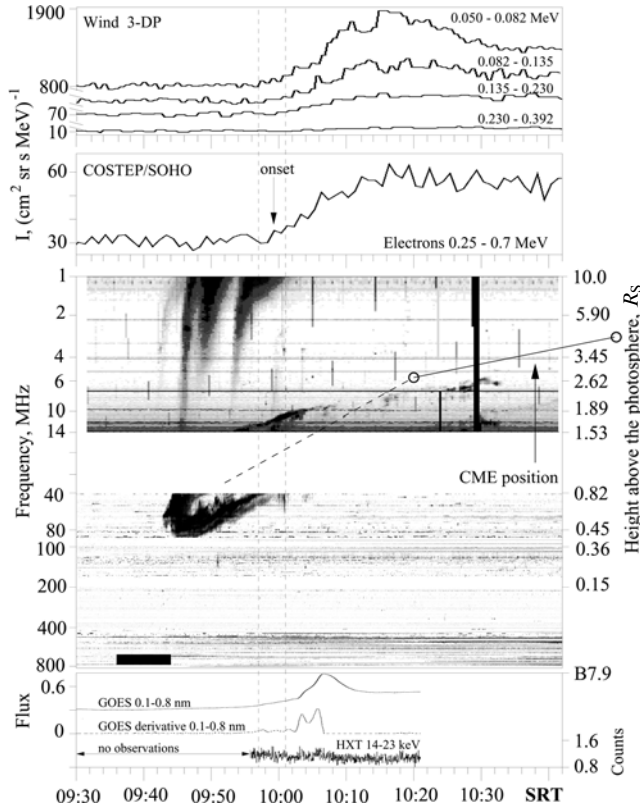 1900
Wind 3-DP
0.050 - 0.082 MeV
0.082 - 0.135
800
0.135 - 0.230
70
0.230 - 0.392
10
I, (cm² sr s MeV)⁻¹
60
COSTEP/SOHO
onset
30
Electrons 0.25 - 0.7 MeV
1
10.0
2
5.90
4
3.45
6
2.62
10
1.89
14
1.53
CME position
Frequency, MHz
Height above the photosphere, R_S
40
0.82
80
0.45
100
0.36
200
0.15
400
800
B7.9
0.6
GOES 0.1-0.8 nm
Flux
GOES derivative 0.1-0.8 nm
0
no observations
HXT 14-23 keV
1.6
0.8
Counts
09:30 09:40 09:50 10:00 10:10 10:20 10:30 SRT